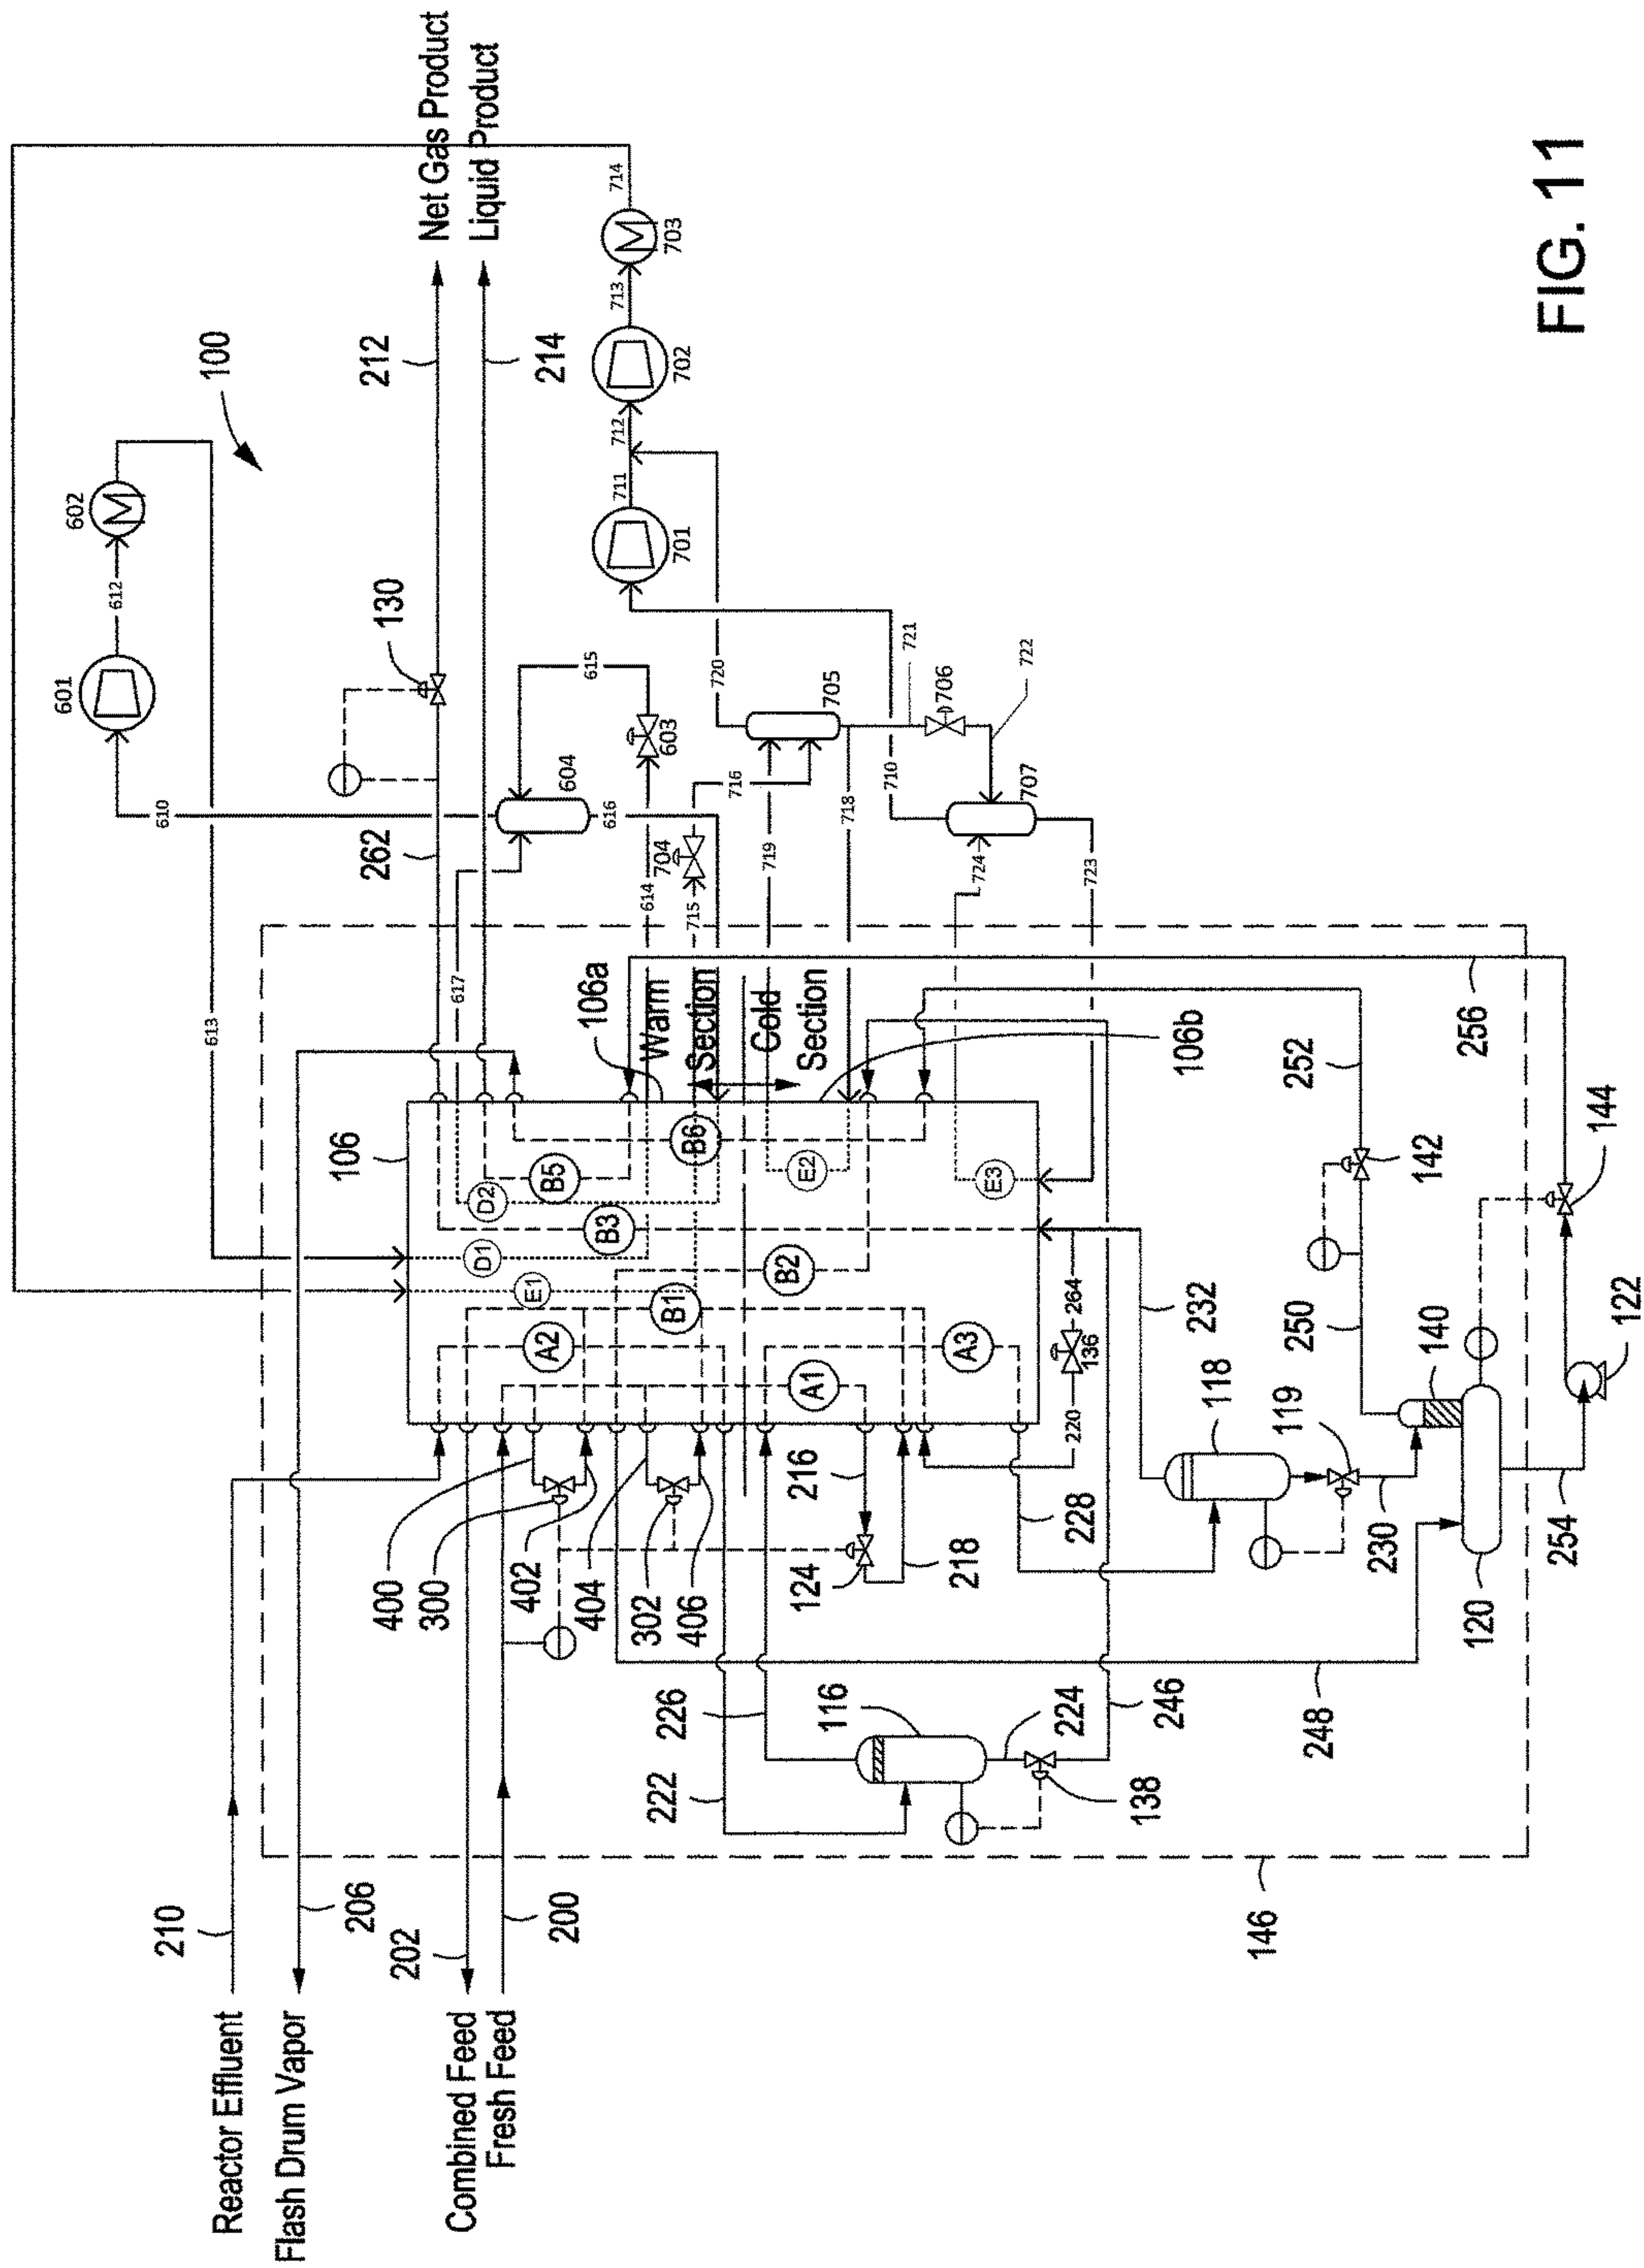 Reactor Effluent
210
Flash Drum Vapor
206
Combined Feed
202
Fresh Feed
200
146
222
226
116
224
138
246
248
400
300
402
404
302
406
216
124
218
228
118
119
230
120
140
254
122
144
142
250
252
256
232
220
136
264
106
A2
A1
A3
B1
B2
B3
B5
B6
D1
D2
E1
E2
E3
106a
Warm
Section
Cold
Section
106b
613
617
262
610
604
616
614
615
603
715
704
716
719
718
705
720
721
706
722
710
707
724
723
601
612
602
130
100
212
214
Net Gas Product
Liquid Product
701
711
712
702
713
703
714
FIG. 11